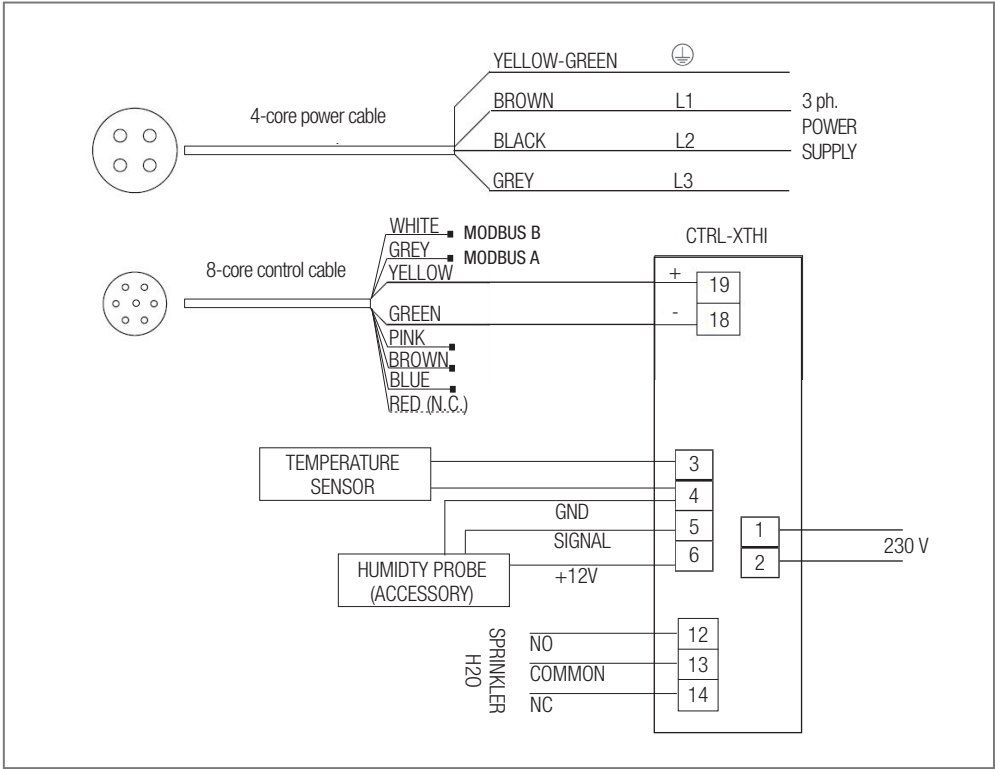 YELLOW-GREEN
4-core power cable
BROWN L1
BLACK L2
GREY L3
3 ph.
POWER
SUPPLY
8-core control cable
WHITE MODBUS B
GREY MODBUS A
YELLOW
GREEN
PINK
BROWN
BLUE
RED (N.C.)
CTRL-XTHI
+ 19
- 18
TEMPERATURE
SENSOR
3
4
GND
5
SIGNAL
6
+12V
HUMIDTY PROBE
(ACCESSORY)
1
2
230 V
SPRINKLER
H20
NO 12
COMMON 13
NC 14